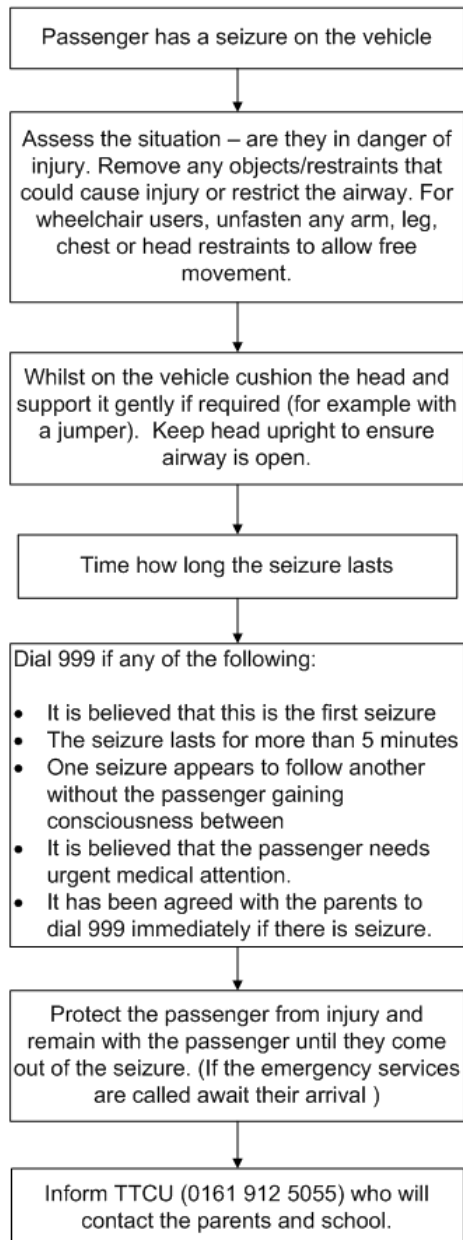 Passenger has a seizure on the vehicle
Assess the situation – are they in danger of
injury. Remove any objects/restraints that
could cause injury or restrict the airway. For
wheelchair users, unfasten any arm, leg,
chest or head restraints to allow free
movement.
Whilst on the vehicle cushion the head and
support it gently if required (for example with
a jumper).  Keep head upright to ensure
airway is open.
Time how long the seizure lasts
Dial 999 if any of the following:
• It is believed that this is the first seizure
• The seizure lasts for more than 5 minutes
• One seizure appears to follow another
without the passenger gaining
consciousness between
• It is believed that the passenger needs
urgent medical attention.
• It has been agreed with the parents to
dial 999 immediately if there is seizure.
Protect the passenger from injury and
remain with the passenger until they come
out of the seizure. (If the emergency services
are called await their arrival )
Inform TTCU (0161 912 5055) who will
contact the parents and school.